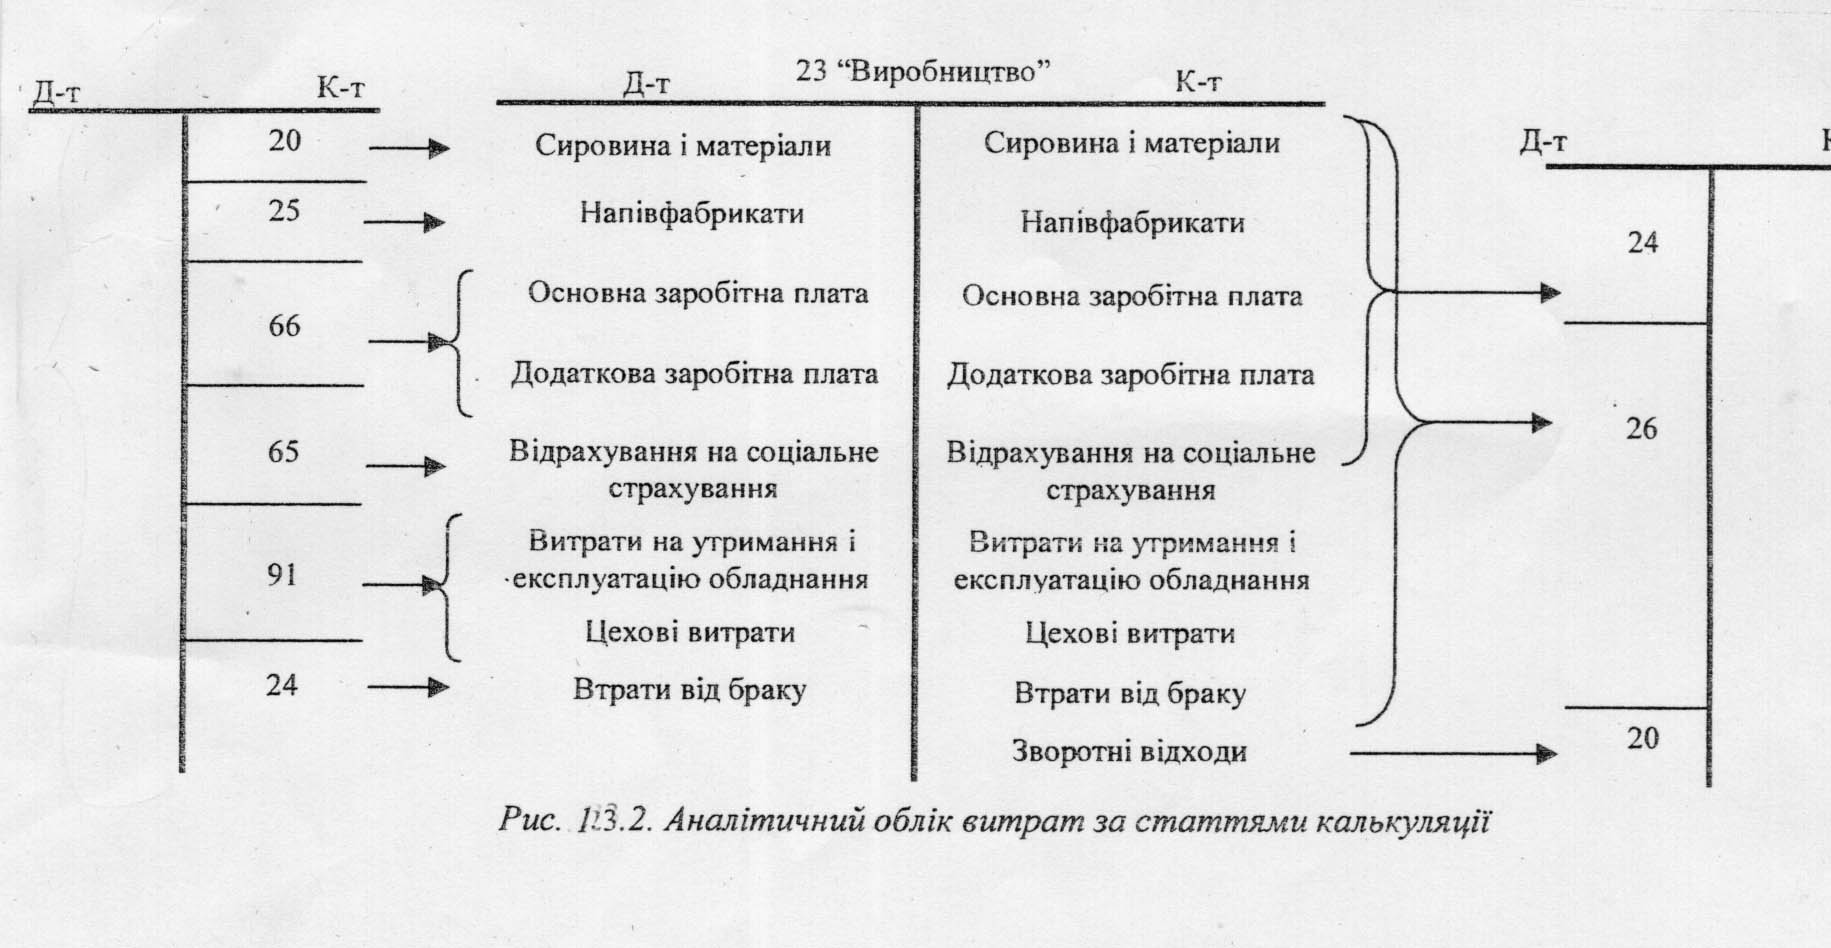 23 “Виробництво”
Д-т К-т Д-т К-т
Д-т
20 Сировина і матеріали Сировина і матеріали
25 Напівфабрикати Напівфабрикати
24
Основна заробітна плата Основна заробітна плата
66
Додаткова заробітна плата Додаткова заробітна плата
26
65 Відрахування на соціальне Відрахування на соціальне
страхування страхування
Витрати на утримання і Витрати на утримання і
91 експлуатацію обладнання експлуатацію обладнання
Цехові витрати Цехові витрати
24 Втрати від браку Втрати від браку
Зворотні відходи 20
Рис. 13.2. Аналітичний облік витрат за статтями калькуляції